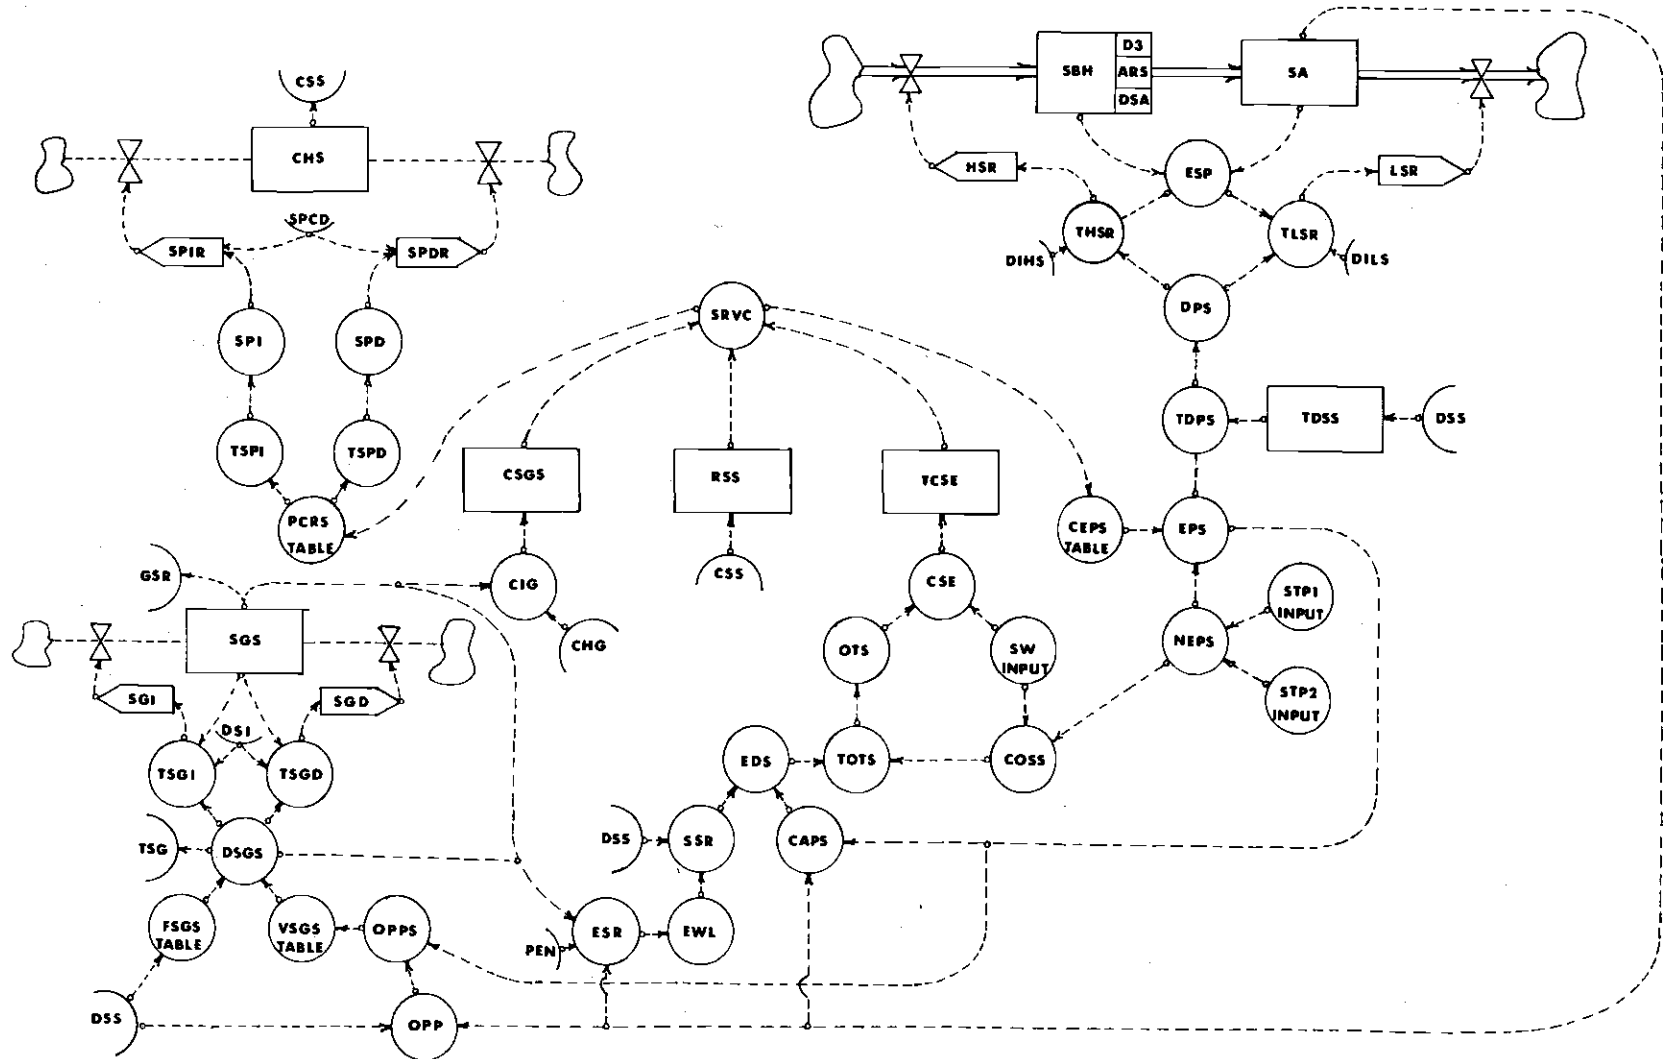 D3
SBH
ARS
SA
DSA
CSS
CHS
HSR
ESP
LSR
SPCD
THSR
TLSR
SPIR
SPDR
DIHS
DILS
DPS
SRVC
SPI
SPD
TDPS
TDSS
DSS
TSPI
TSPD
CSGS
RSS
TCSE
PCRS
TABLE
CEPS
TABLE
EPS
GSR
CIG
CSS
CSE
STP1
INPUT
SGS
CHG
OTS
SW
INPUT
NEPS
SGI
SGD
STP2
INPUT
DSI
TSGI
TSGD
EDS
TOTS
COSS
TSG
DSGS
DSS
SSR
CAPS
FSGS
TABLE
VSGS
TABLE
OPPS
PEN
ESR
EWL
DSS
OPP